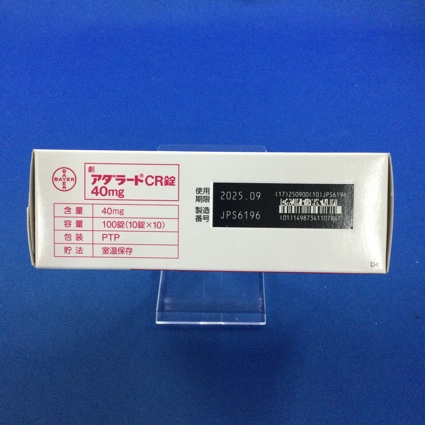 BAYER
BAYER
劇
アダラート®CR錠
40mg
含量 40mg
容量 100錠(10錠×10)
包装 PTP
貯法 室温保存
使用期限 2025.09
製造番号 JPS6196
(17)250900(10)JPS6196
(01)14987341107847